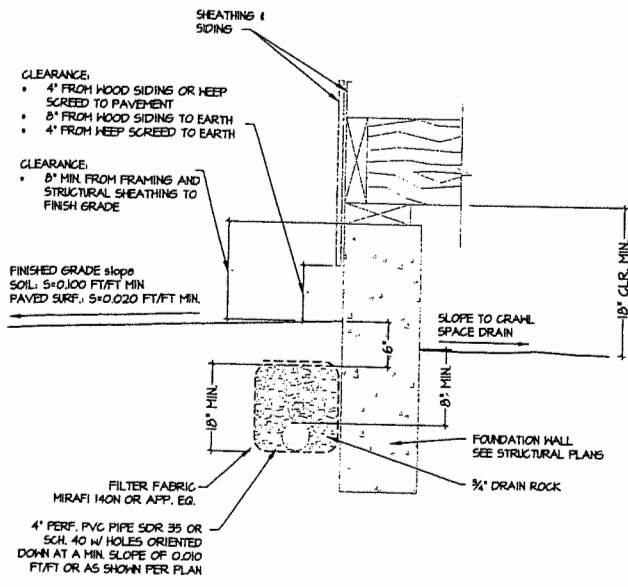 SHEATHING &
SIDING
CLEARANCE:
• 4" FROM WOOD SIDING OR WEEP
SCREED TO PAVEMENT
• 8" FROM WOOD SIDING TO EARTH
• 4" FROM WEEP SCREED TO EARTH
CLEARANCE:
• 8" MIN. FROM FRAMING AND
STRUCTURAL SHEATHING TO
FINISH GRADE
FINISHED GRADE slope
SOIL: S=0.100 FT/FT MIN
PAVED SURF.: S=0.020 FT/FT MIN.
18" CLR. MIN.
SLOPE TO CRAWL
SPACE DRAIN
6"
8" MIN.
18" MIN.
FOUNDATION WALL
SEE STRUCTURAL PLANS
FILTER FABRIC
MIRAFI 140N OR APP. EQ.
3/4" DRAIN ROCK
4" PERF. PVC PIPE SDR 35 OR
SCH. 40 W/ HOLES ORIENTED
DOWN AT A MIN. SLOPE OF 0.010
FT/FT OR AS SHOWN PER PLAN